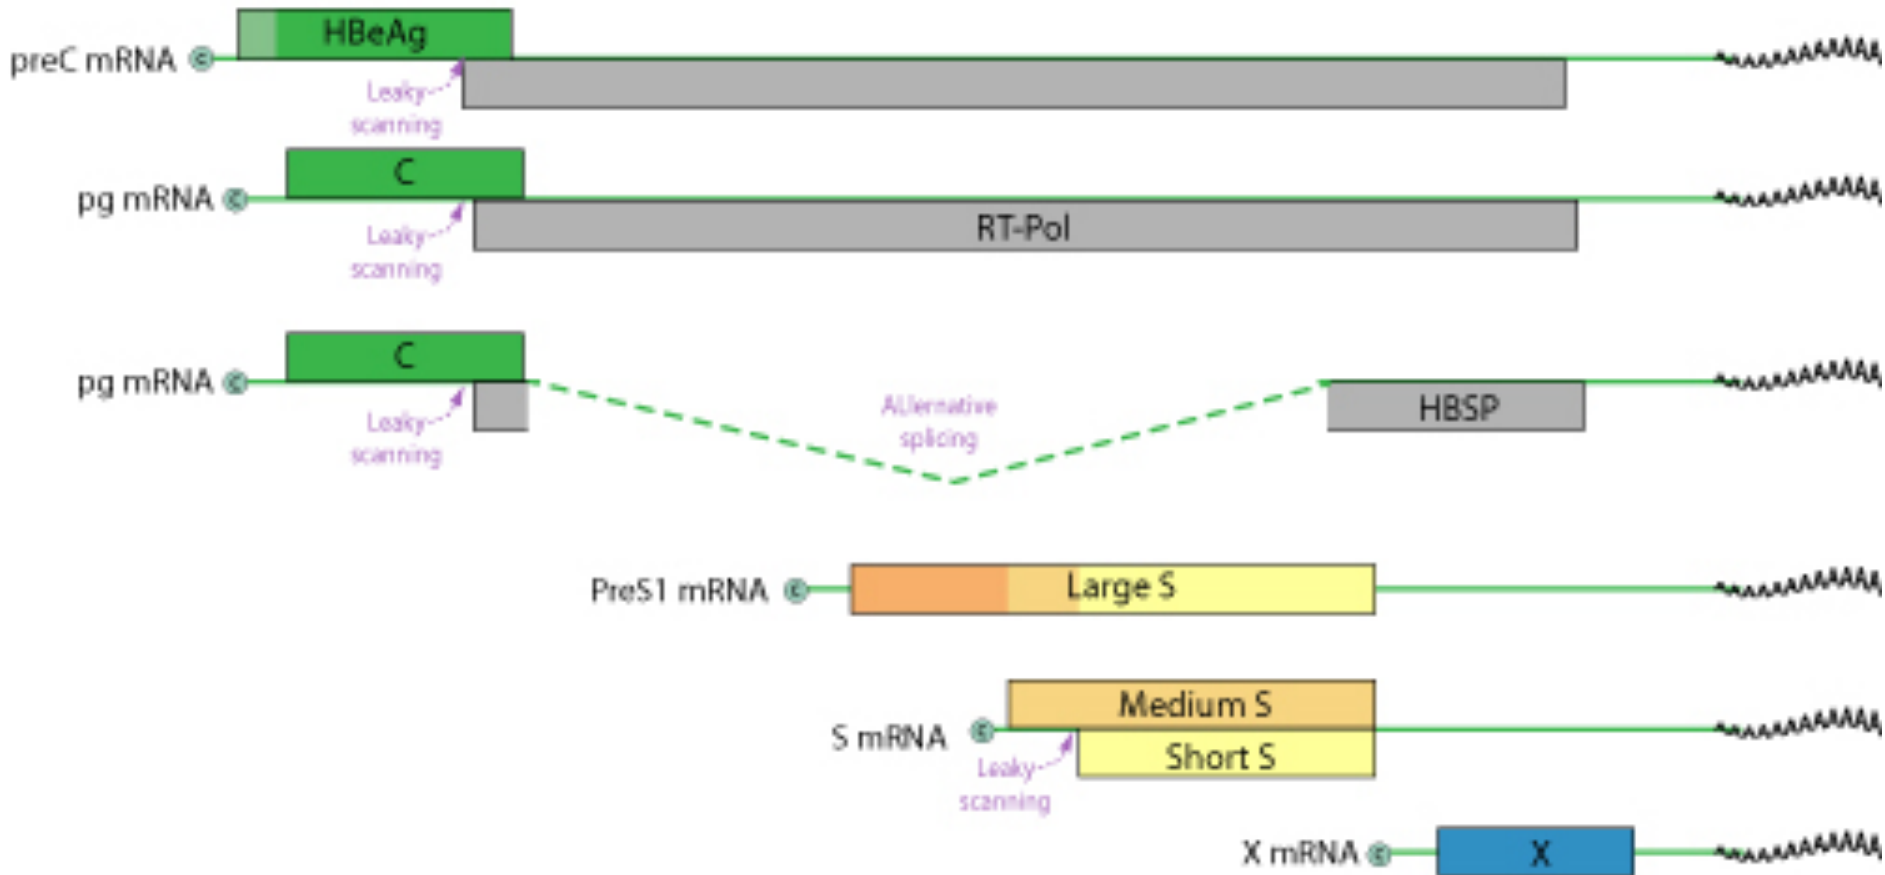 HBeAg
preC mRNA c
Leaky
scanning
C
pg mRNA c
Leaky
scanning
RT-Pol
C
pg mRNA c
Leaky
scanning
ALlernative
splicing
HBSP
PreS1 mRNA c
Large S
Medium S
S mRNA c
Short S
Leaky
scanning
X mRNA c
X